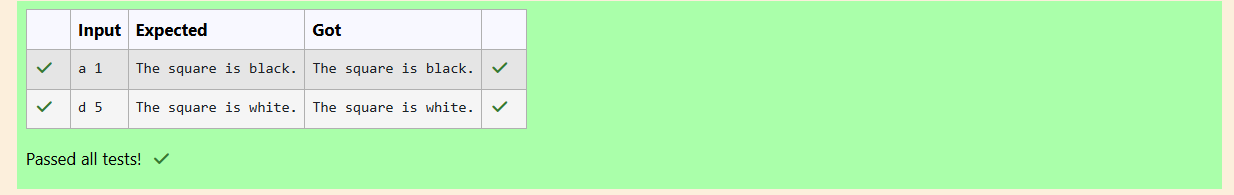 Input Expected Got
a 1 The square is black. The square is black.
d 5 The square is white. The square is white.
Passed all tests!